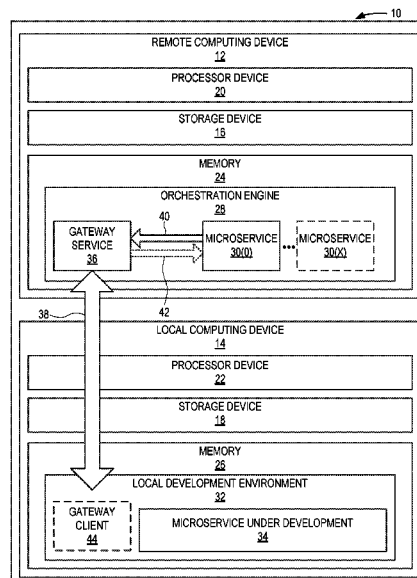 10
REMOTE COMPUTING DEVICE
12
PROCESSOR DEVICE
20
STORAGE DEVICE
16
MEMORY
24
ORCHESTRATION ENGINE
28
GATEWAY
SERVICE
36
40
42
MICROSERVICE
30(0)
•••
MICROSERVICE
30(X)
38
LOCAL COMPUTING DEVICE
14
PROCESSOR DEVICE
22
STORAGE DEVICE
18
MEMORY
26
LOCAL DEVELOPMENT ENVIRONMENT
32
GATEWAY
CLIENT
44
MICROSERVICE UNDER DEVELOPMENT
34